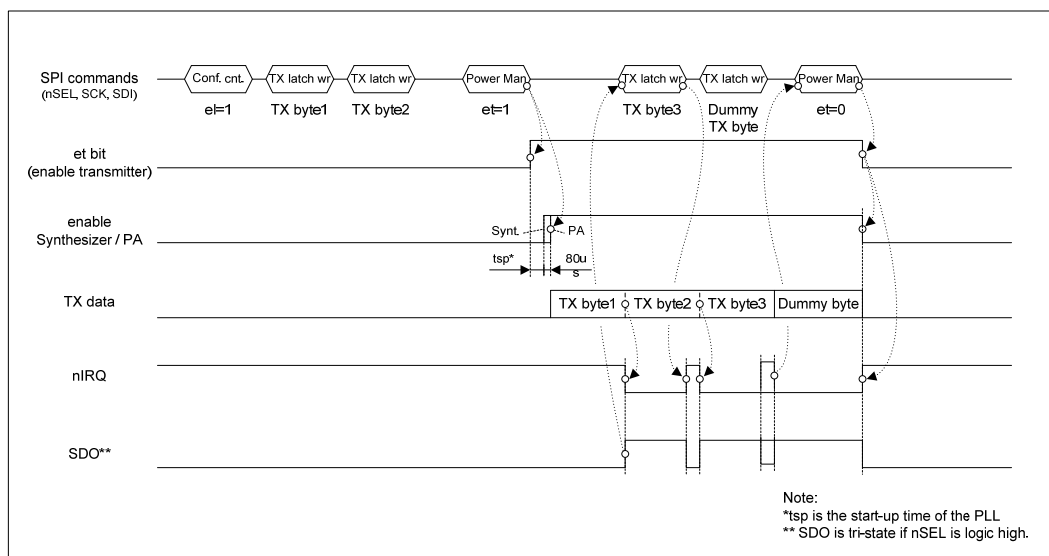 SPI commands
(nSEL, SCK, SDI)
Conf. cnt.
TX latch wr
TX latch wr
Power Man
TX latch wr
TX latch wr
Power Man
el=1
TX byte1
TX byte2
et=1
TX byte3
Dummy
TX byte
et=0
et bit
(enable transmitter)
enable
Synthesizer / PA
Synt.
PA
tsp*
80u
s
TX data
TX byte1
TX byte2
TX byte3
Dummy byte
nIRQ
SDO**
Note:
*tsp is the start-up time of the PLL
** SDO is tri-state if nSEL is logic high.